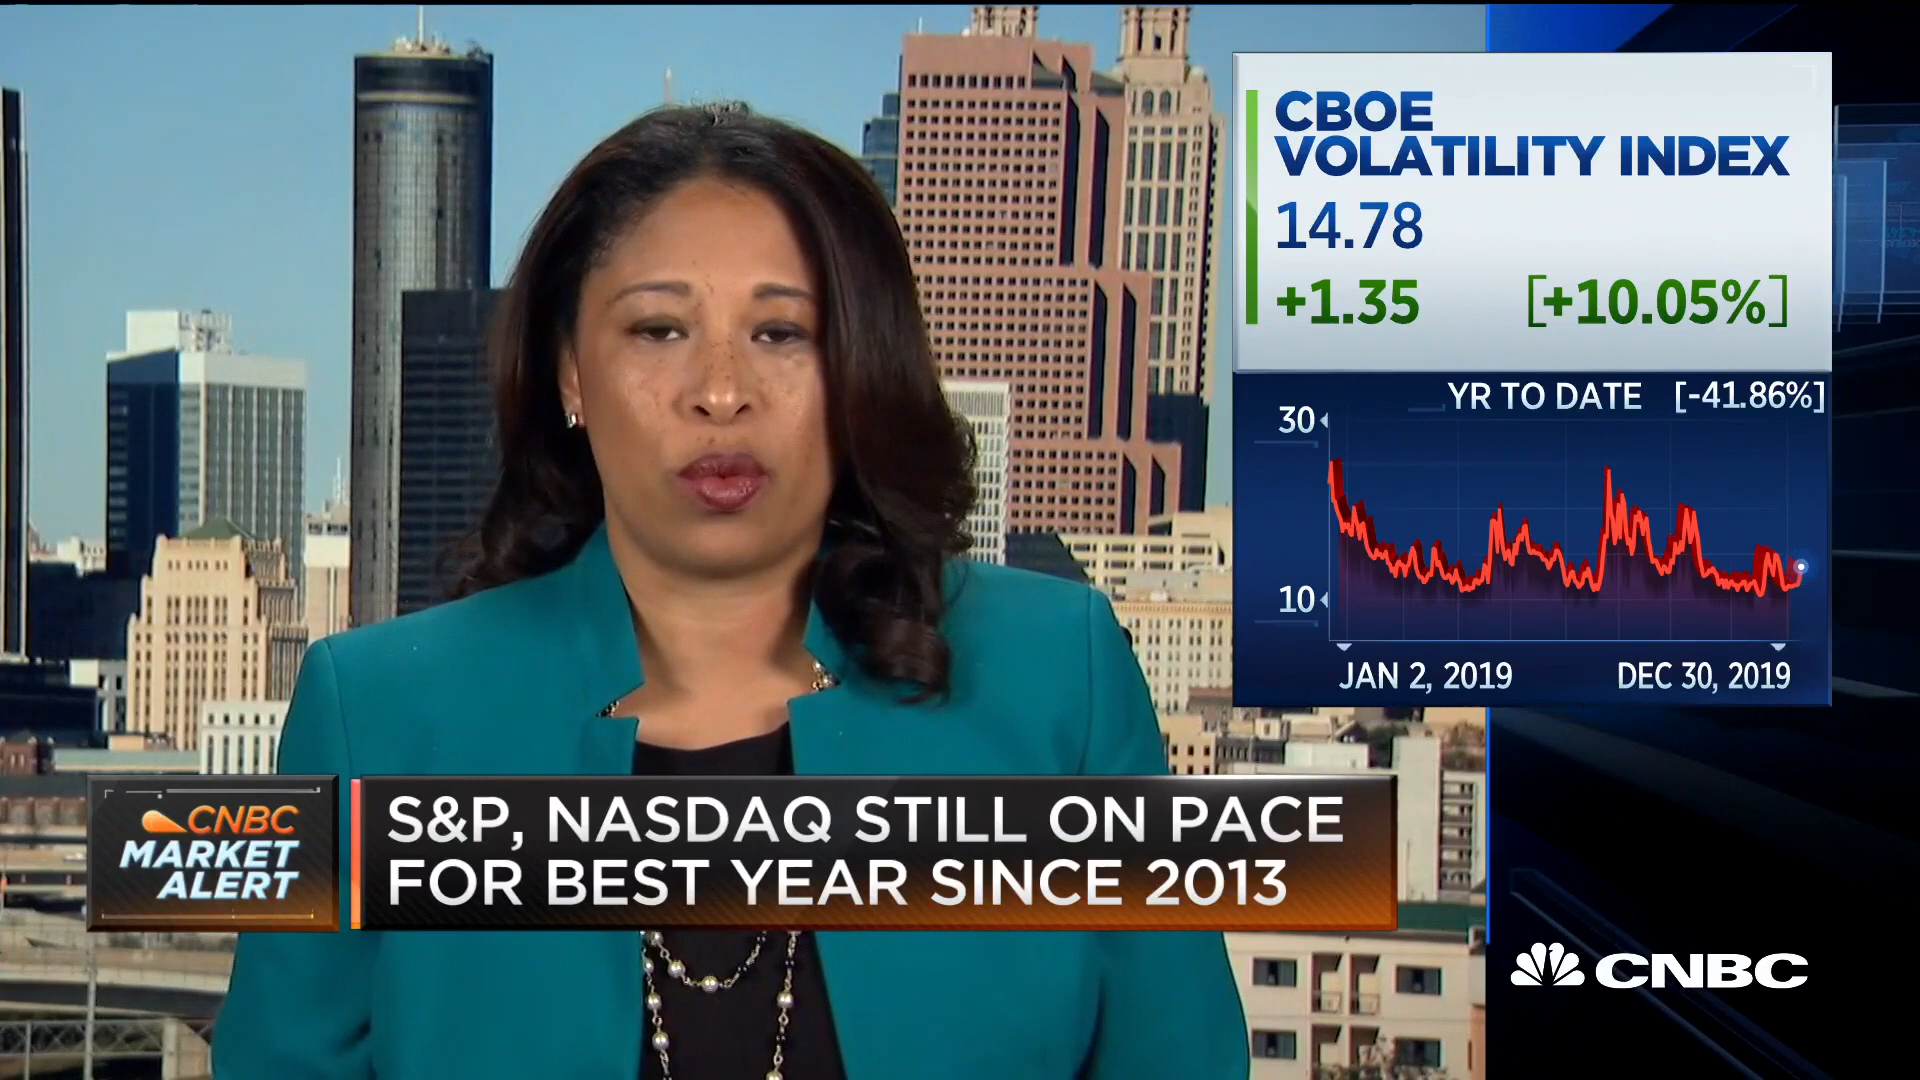 CBOE
VOLATILITY INDEX
14.78
+1.35 [+10.05%]
YR TO DATE [-41.86%]
30
10
JAN 2, 2019 DEC 30, 2019
CNBC
MARKET
ALERT
S&P, NASDAQ STILL ON PACE
FOR BEST YEAR SINCE 2013
CNBC